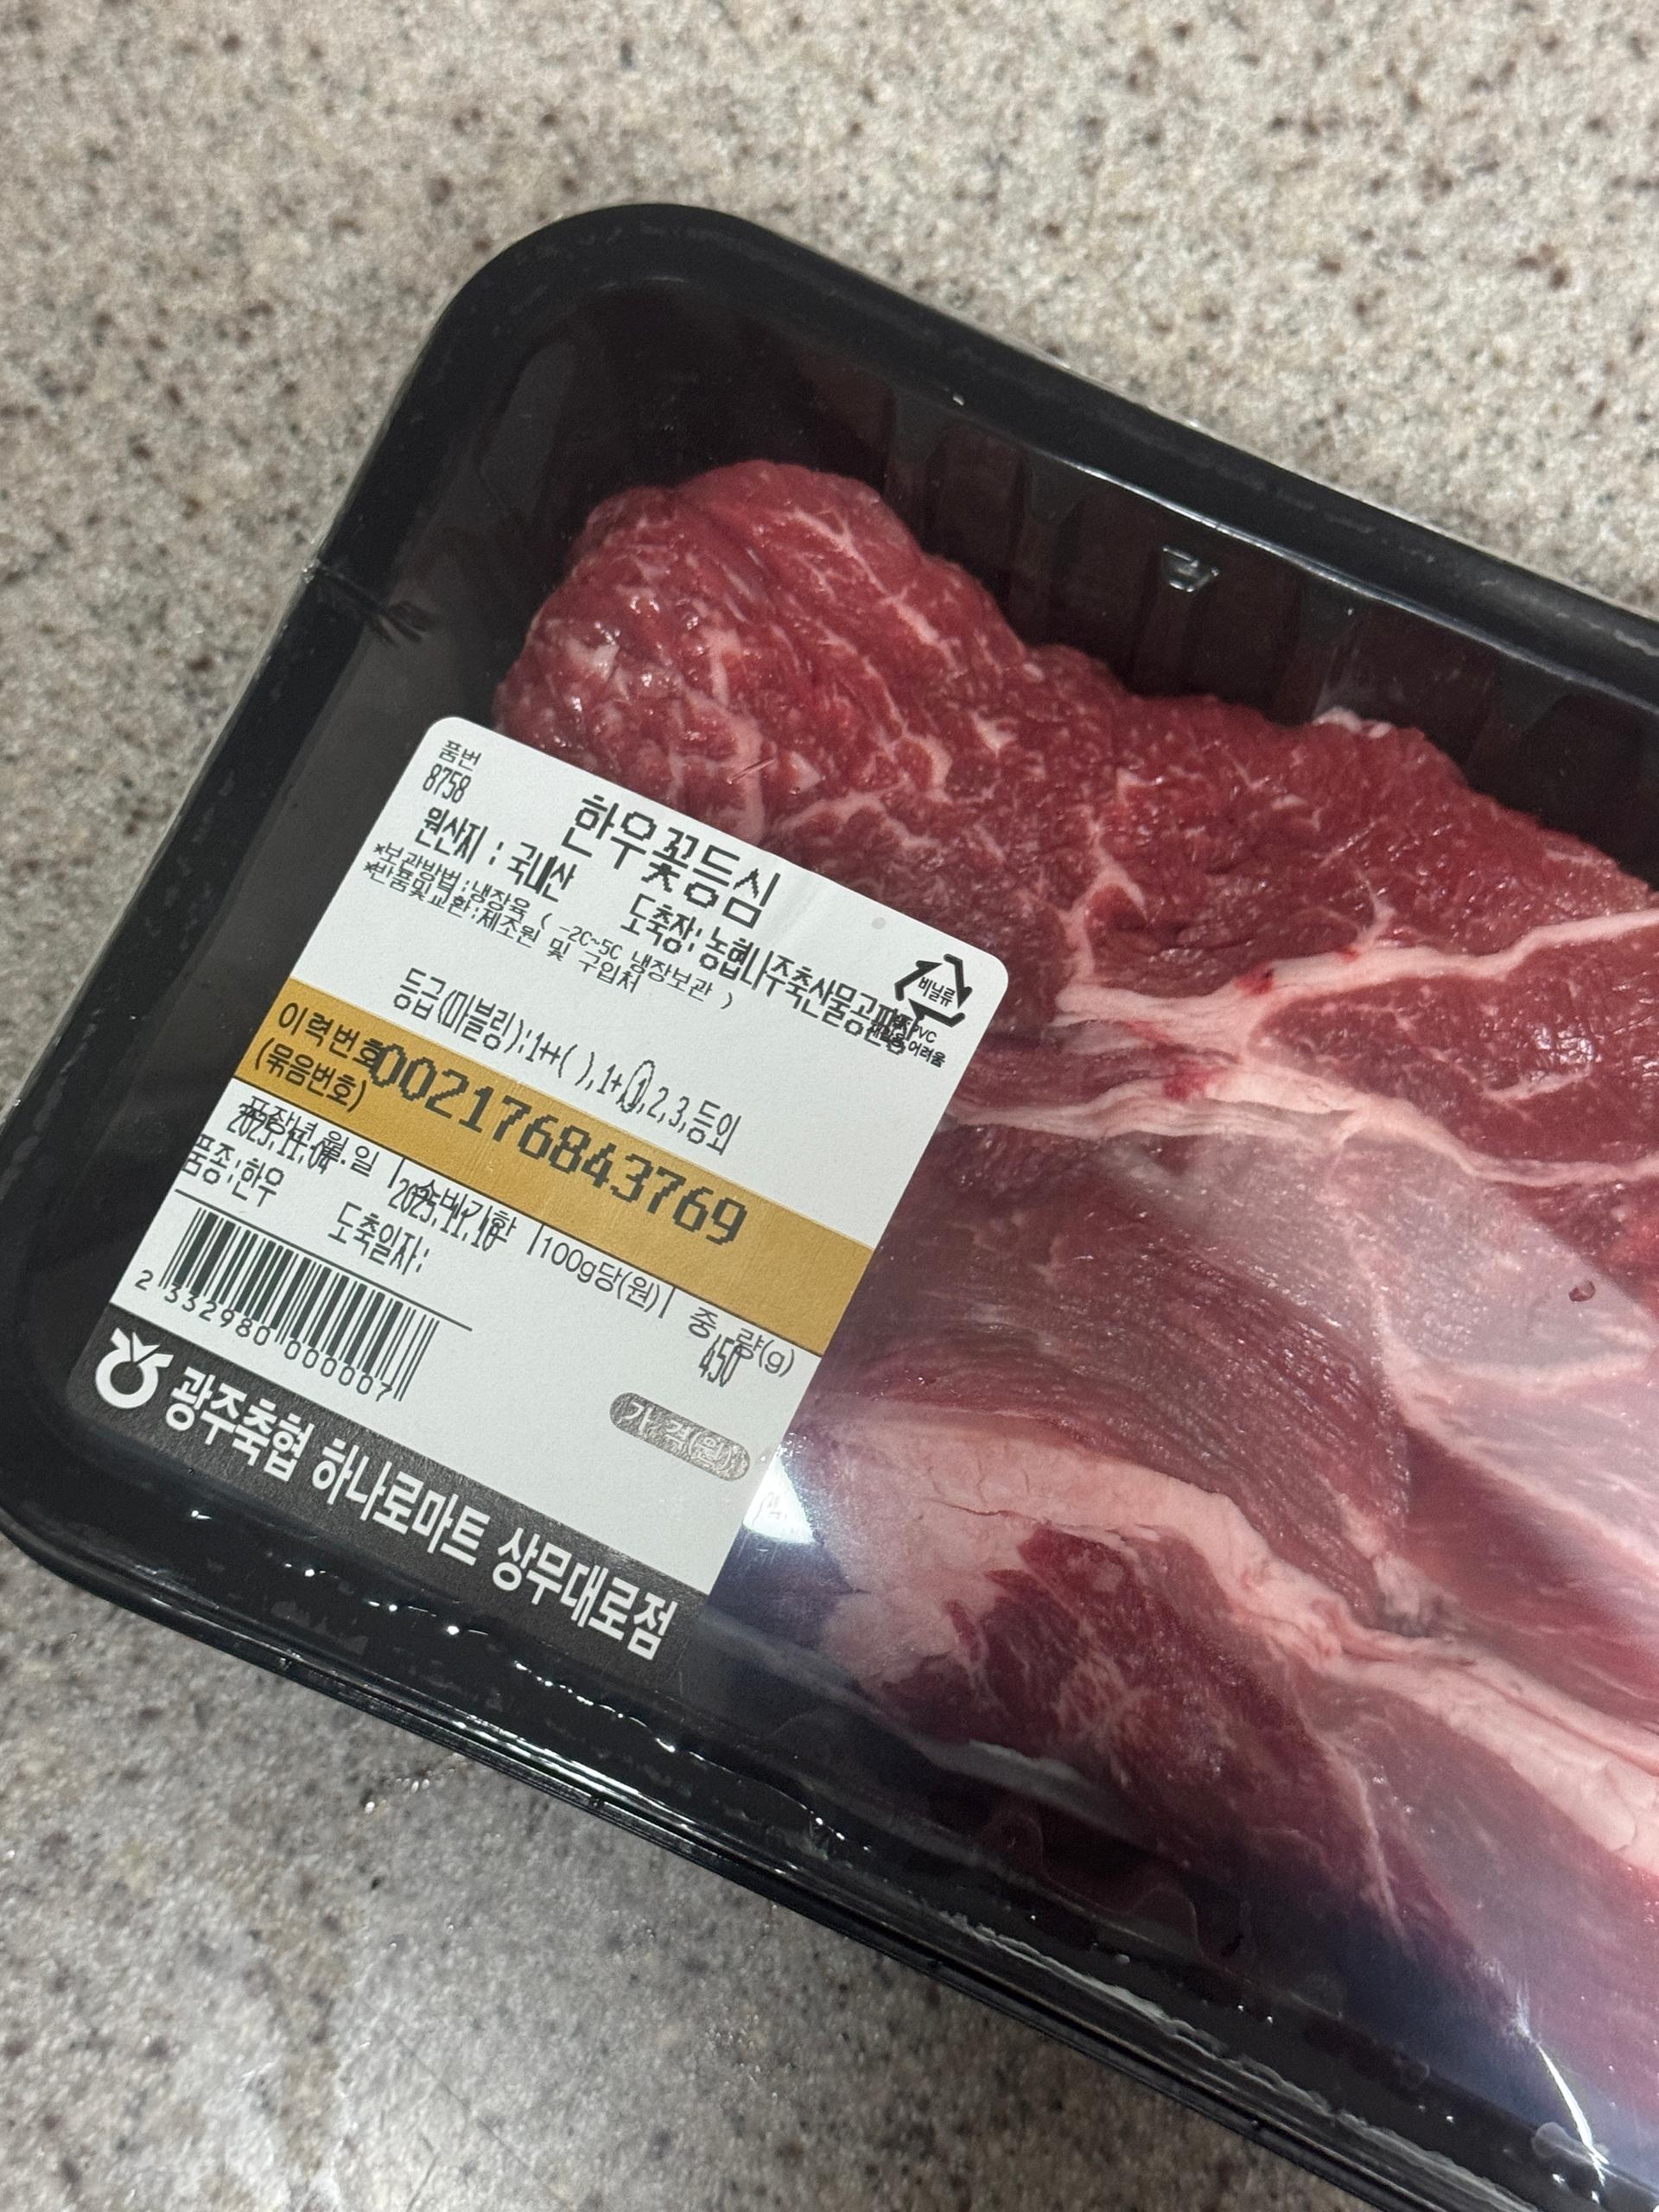 품번
8758
한우꽃등심
원산지 : 국내산 도축장:농협나주축산물공판장
*보관방법:냉장육 ( -2C~5C 냉장보관 )
*반품및교환:제조원 및 구입처
비닐류
PVC
재활용어려움
등급(마블링):1++( ),1+,1,2,3,등외
이력번호 002176843769
(묶음번호)
포장년.월.일 소비기한 100g당(원) 중 량(g)
2025.11.04 2025.11.18 450
품종:한우 도축일자:
2 332980 000007
가 격(원)
광주축협 하나로마트 상무대로점